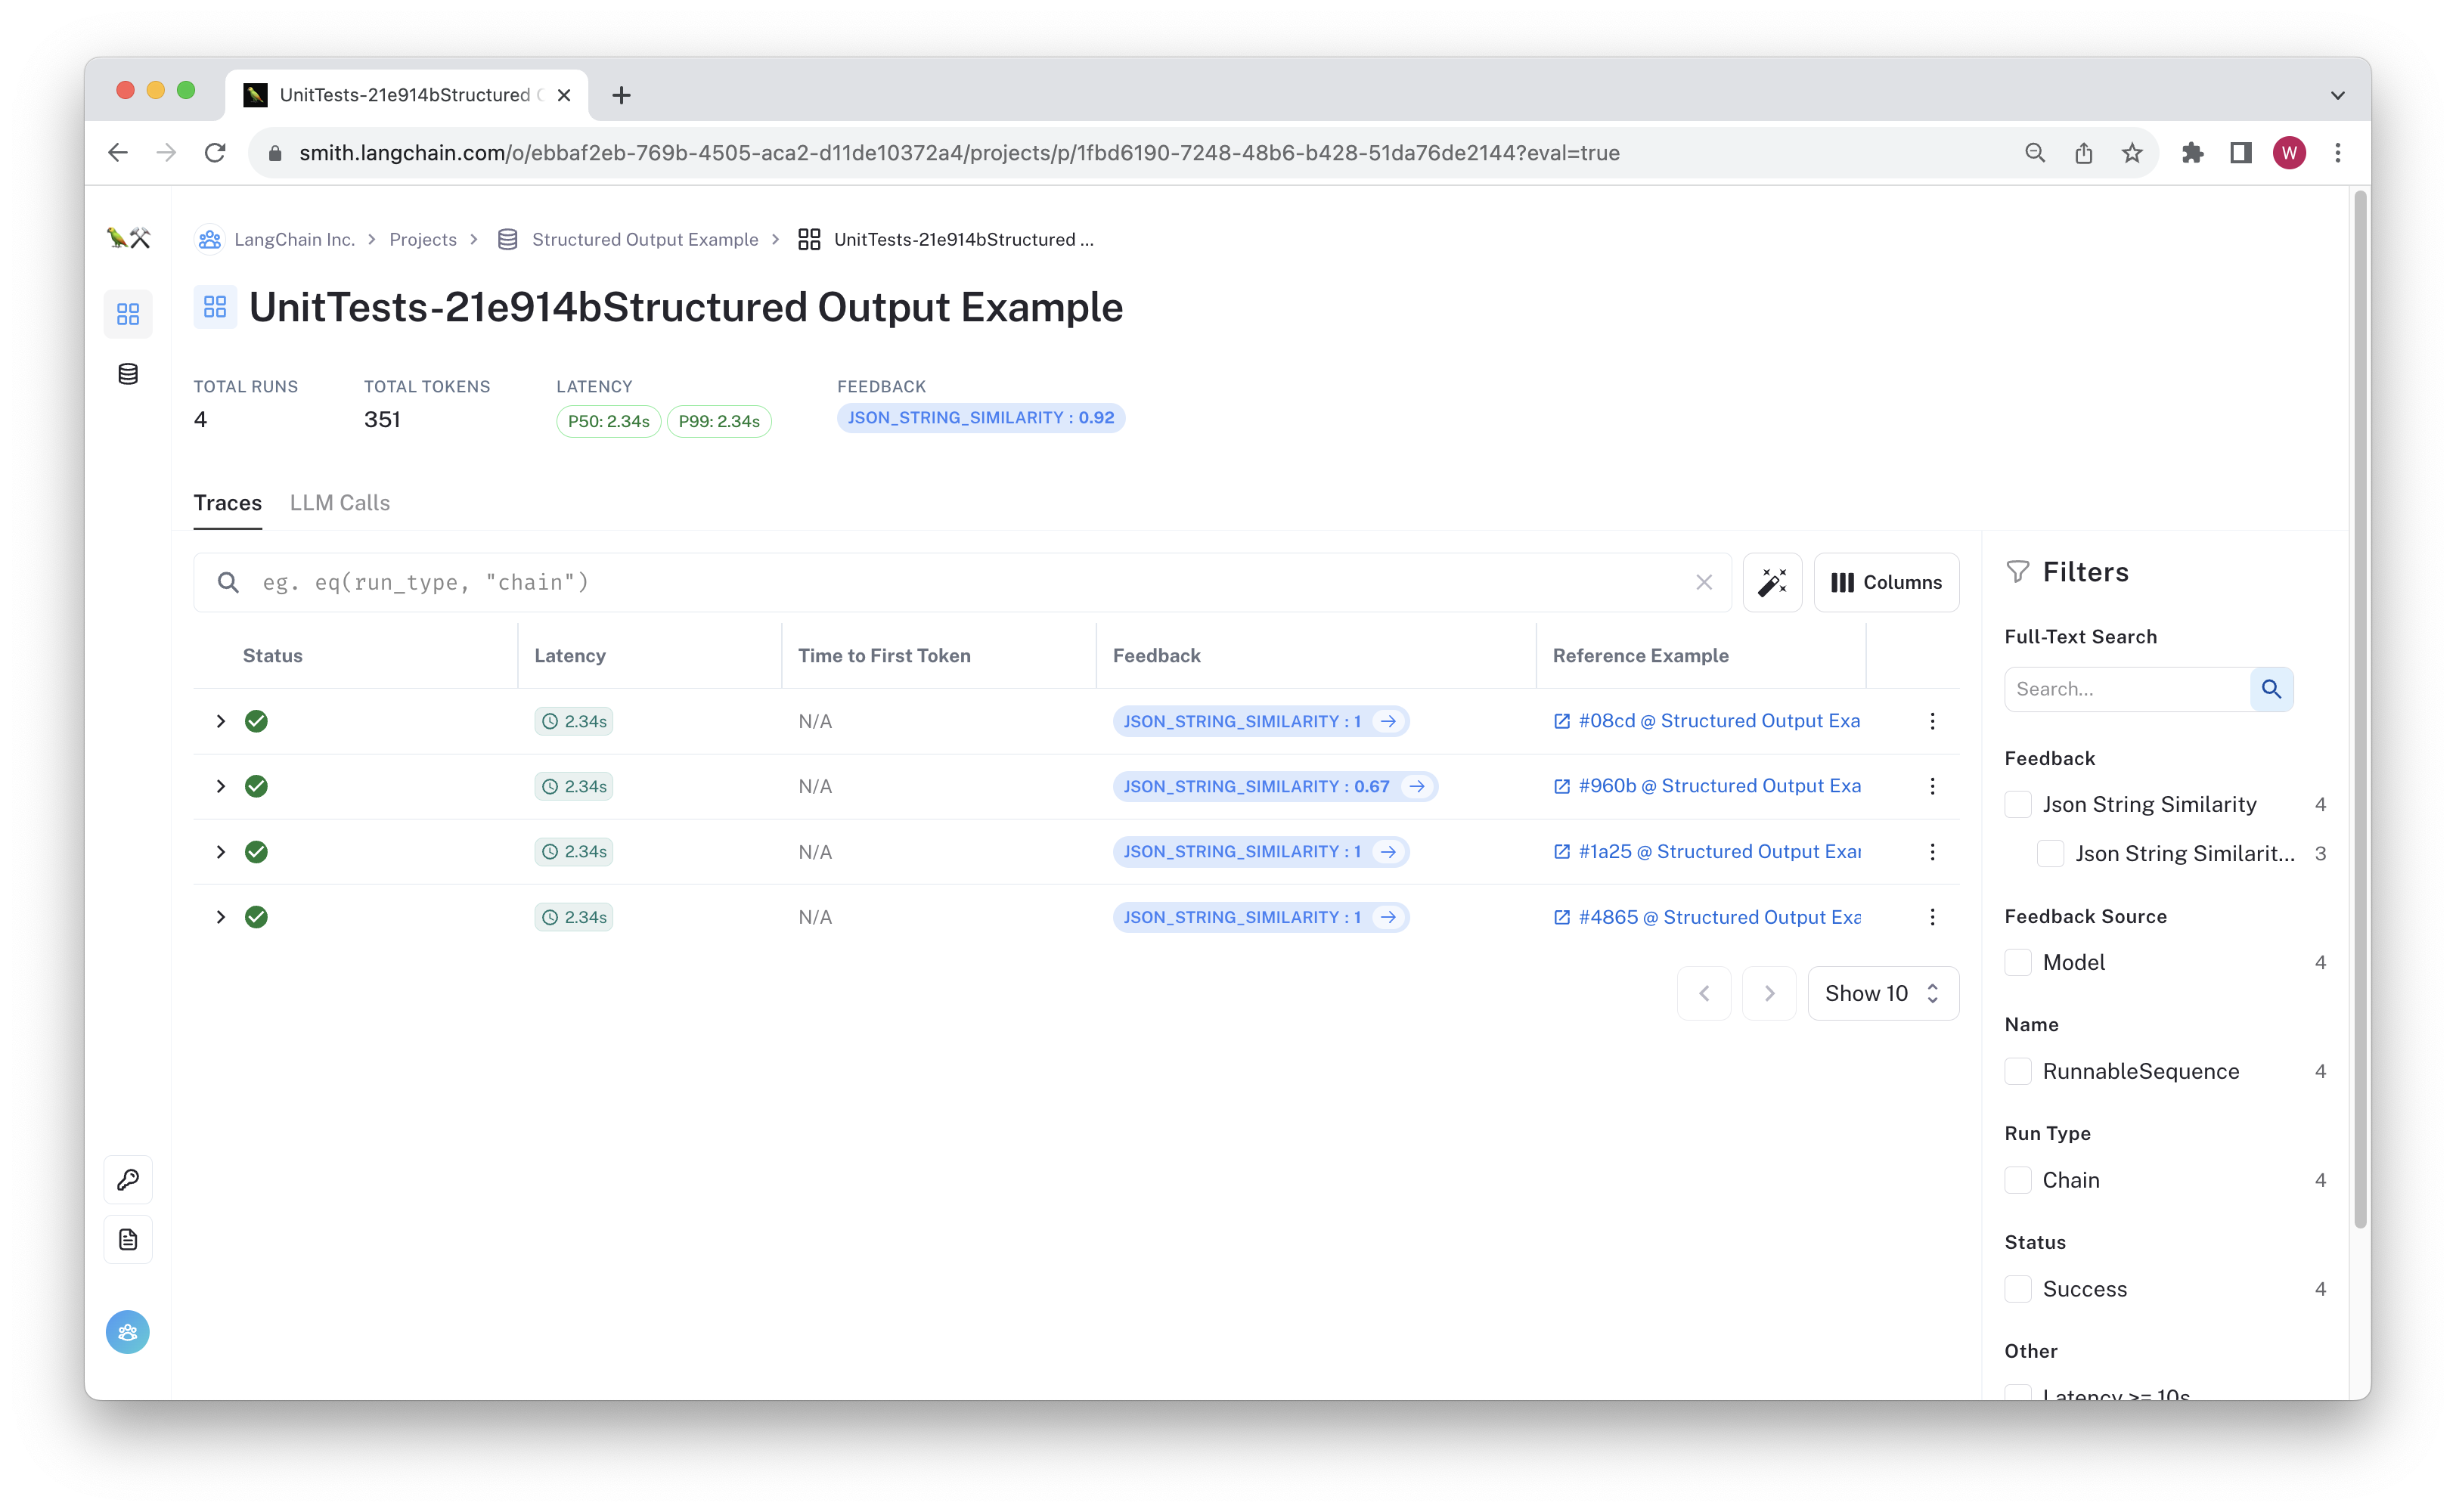 UnitTests-21e914bStructured
smith.langchain.com/o/ebbaf2eb-769b-4505-aca2-d11de10372a4/projects/p/1fbd6190-7248-48b6-b428-51da76de2144?eval=true
W
LangChain Inc. > Projects > Structured Output Example > UnitTests-21e914bStructured ...
UnitTests-21e914bStructured Output Example
TOTAL RUNS
4
TOTAL TOKENS
351
LATENCY
P50: 2.34s P99: 2.34s
FEEDBACK
JSON_STRING_SIMILARITY : 0.92
Traces LLM Calls
eg. eq(run_type, "chain")
Columns
Status Latency Time to First Token Feedback Reference Example
2.34s N/A JSON_STRING_SIMILARITY : 1 #08cd @ Structured Output Exa
2.34s N/A JSON_STRING_SIMILARITY : 0.67 #960b @ Structured Output Exa
2.34s N/A JSON_STRING_SIMILARITY : 1 #1a25 @ Structured Output Exar
2.34s N/A JSON_STRING_SIMILARITY : 1 #4865 @ Structured Output Exa
Show 10
Filters
Full-Text Search
Search...
Feedback
Json String Similarity 4
Json String Similarit... 3
Feedback Source
Model 4
Name
RunnableSequence 4
Run Type
Chain 4
Status
Success 4
Other
Latency >= 10s